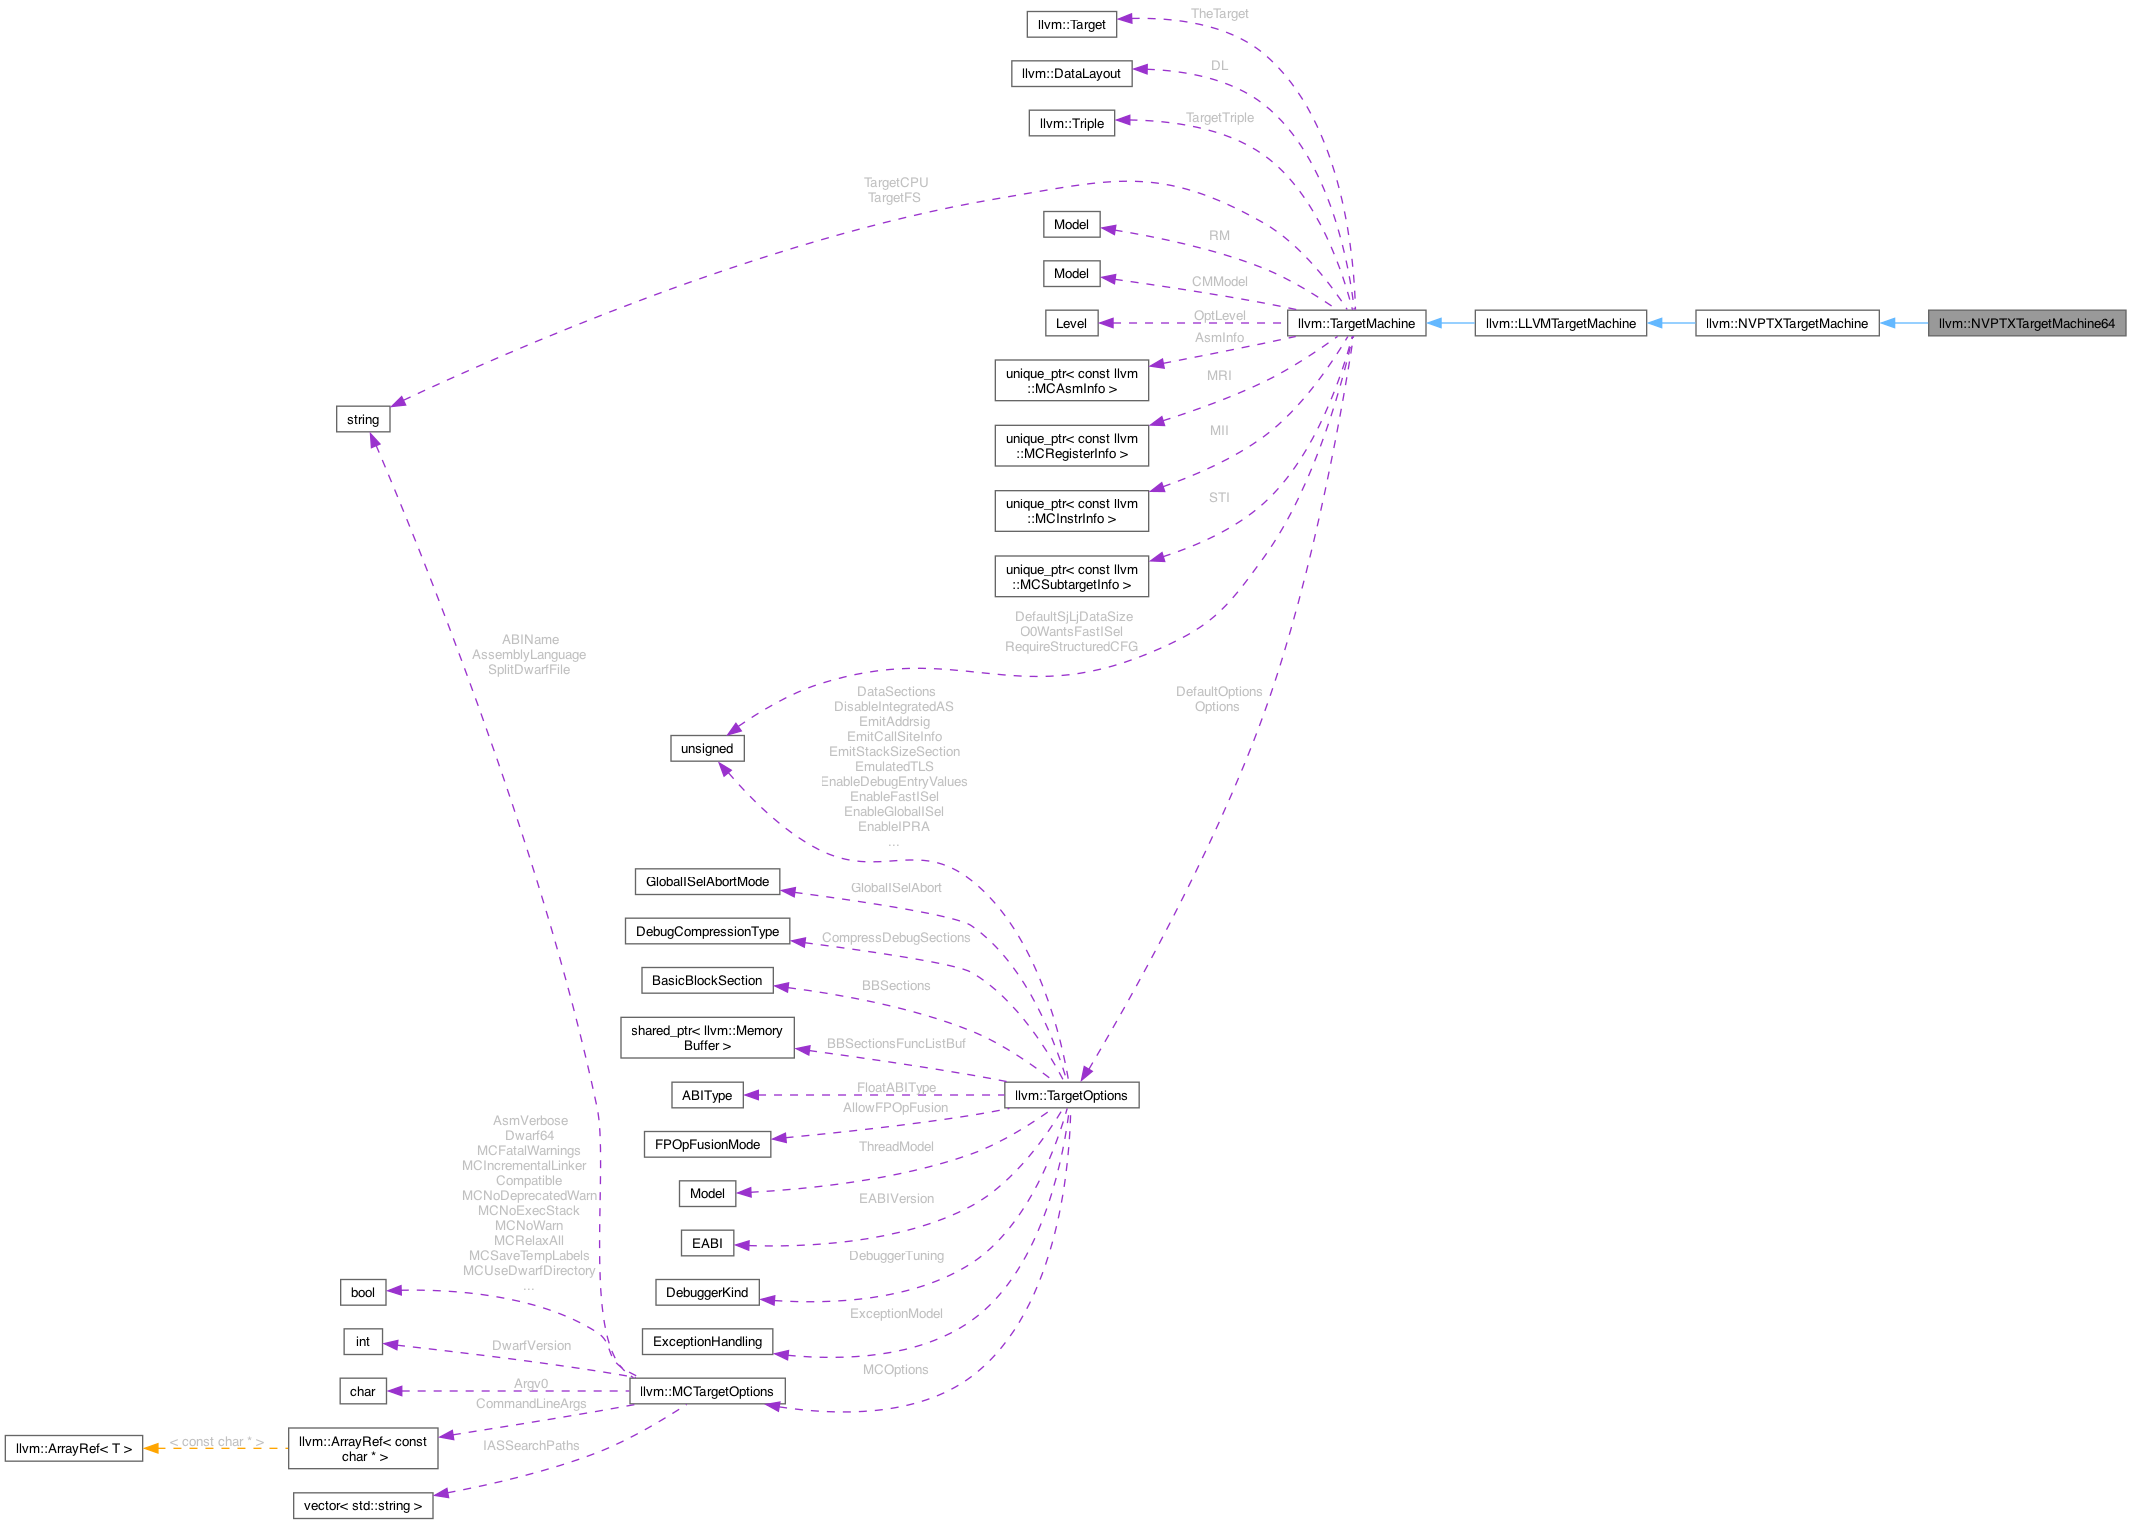 TheTarget
llvm::Target
DL
llvm::DataLayout
TargetTriple
llvm::Triple
TargetCPU
TargetFS
Model
RM
Model
CMModel
Level
OptLevel
llvm::TargetMachine
llvm::LLVMTargetMachine
llvm::NVPTXTargetMachine
llvm::NVPTXTargetMachine64
AsmInfo
unique_ptr< const llvm
::MCAsmInfo >
MRI
string
unique_ptr< const llvm
::MCRegisterInfo >
MII
unique_ptr< const llvm
::MCInstrInfo >
STI
unique_ptr< const llvm
::MCSubtargetInfo >
DefaultSjLjDataSize
O0WantsFastISel
RequireStructuredCFG
ABIName
AssemblyLanguage
SplitDwarfFile
DefaultOptions
Options
unsigned
DataSections
DisableIntegratedAS
EmitAddrsig
EmitCallSiteInfo
EmitStackSizeSection
EmulatedTLS
EnableDebugEntryValues
EnableFastISel
EnableGlobalISel
EnableIPRA
...
GlobalISelAbortMode
GlobalISelAbort
DebugCompressionType
CompressDebugSections
BasicBlockSection
BBSections
shared_ptr< llvm::Memory
Buffer >
BBSectionsFuncListBuf
ABIType
FloatABIType
llvm::TargetOptions
AllowFPOpFusion
FPOpFusionMode
ThreadModel
Model
EABIVersion
EABI
DebuggerTuning
DebuggerKind
ExceptionModel
ExceptionHandling
MCOptions
AsmVerbose
Dwarf64
MCFatalWarnings
MCIncrementalLinker
Compatible
MCNoDeprecatedWarn
MCNoExecStack
MCNoWarn
MCRelaxAll
MCSaveTempLabels
MCUseDwarfDirectory
...
bool
int
DwarfVersion
char
Argv0
llvm::MCTargetOptions
CommandLineArgs
llvm::ArrayRef< T >
< const char * >
llvm::ArrayRef< const
char * >
IASSearchPaths
vector< std::string >